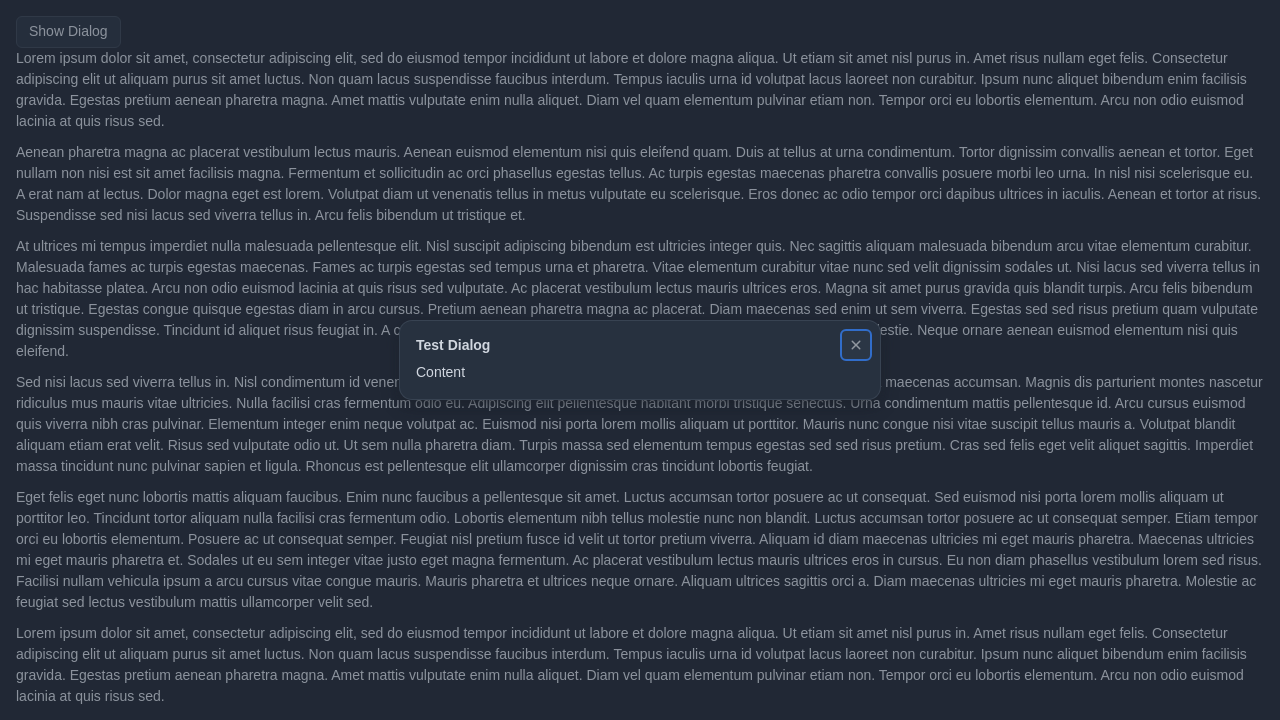 Show Dialog
Lorem ipsum dolor sit amet, consectetur adipiscing elit, sed do eiusmod tempor incididunt ut labore et dolore magna aliqua. Ut etiam sit amet nisl purus in. Amet risus nullam eget felis. Consectetur
adipiscing elit ut aliquam purus sit amet luctus. Non quam lacus suspendisse faucibus interdum. Tempus iaculis urna id volutpat lacus laoreet non curabitur. Ipsum nunc aliquet bibendum enim facilisis
gravida. Egestas pretium aenean pharetra magna. Amet mattis vulputate enim nulla aliquet. Diam vel quam elementum pulvinar etiam non. Tempor orci eu lobortis elementum. Arcu non odio euismod
lacinia at quis risus sed.
Aenean pharetra magna ac placerat vestibulum lectus mauris. Aenean euismod elementum nisi quis eleifend quam. Duis at tellus at urna condimentum. Tortor dignissim convallis aenean et tortor. Eget
nullam non nisi est sit amet facilisis magna. Fermentum et sollicitudin ac orci phasellus egestas tellus. Ac turpis egestas maecenas pharetra convallis posuere morbi leo urna. In nisl nisi scelerisque eu.
A erat nam at lectus. Dolor magna eget est lorem. Volutpat diam ut venenatis tellus in metus vulputate eu scelerisque. Eros donec ac odio tempor orci dapibus ultrices in iaculis. Aenean et tortor at risus.
Suspendisse sed nisi lacus sed viverra tellus in. Arcu felis bibendum ut tristique et.
At ultrices mi tempus imperdiet nulla malesuada pellentesque elit. Nisl suscipit adipiscing bibendum est ultricies integer quis. Nec sagittis aliquam malesuada bibendum arcu vitae elementum curabitur.
Malesuada fames ac turpis egestas maecenas. Fames ac turpis egestas sed tempus urna et pharetra. Vitae elementum curabitur vitae nunc sed velit dignissim sodales ut. Nisi lacus sed viverra tellus in
hac habitasse platea. Arcu non odio euismod lacinia at quis risus sed vulputate. Ac placerat vestibulum lectus mauris ultrices eros. Magna sit amet purus gravida quis blandit turpis. Arcu felis bibendum
ut tristique. Egestas congue quisque egestas diam in arcu cursus. Pretium aenean pharetra magna ac placerat. Diam maecenas sed enim ut sem viverra. Egestas sed sed risus pretium quam vulputate
dignissim suspendisse. Tincidunt id aliquet risus feugiat in. A Neque ornare aenean euismod elementum nisi quis
eleifend.
Test Dialog
Content
Sed nisi lacus sed viverra tellus in. Nisl condimentum id maecenas accumsan. Magnis dis parturient montes nascetur
ridiculus mus mauris vitae ultricies. Nulla facilisi cras fermentum odio eu. Adipiscing elit pellentesque habitant morbi tristique senectus. Urna condimentum mattis pellentesque id. Arcu cursus euismod
quis viverra nibh cras pulvinar. Elementum integer enim neque volutpat ac. Euismod nisi porta lorem mollis aliquam ut porttitor. Mauris nunc congue nisi vitae suscipit tellus mauris a. Volutpat blandit
aliquam etiam erat velit. Risus sed vulputate odio ut. Ut sem nulla pharetra diam. Turpis massa sed elementum tempus egestas sed sed risus pretium. Cras sed felis eget velit aliquet sagittis. Imperdiet
massa tincidunt nunc pulvinar sapien et ligula. Rhoncus est pellentesque elit ullamcorper dignissim cras tincidunt lobortis feugiat.
Eget felis eget nunc lobortis mattis aliquam faucibus. Enim nunc faucibus a pellentesque sit amet. Luctus accumsan tortor posuere ac ut consequat. Sed euismod nisi porta lorem mollis aliquam ut
porttitor leo. Tincidunt tortor aliquam nulla facilisi cras fermentum odio. Lobortis elementum nibh tellus molestie nunc non blandit. Luctus accumsan tortor posuere ac ut consequat semper. Etiam tempor
orci eu lobortis elementum. Posuere ac ut consequat semper. Feugiat nisl pretium fusce id velit ut tortor pretium viverra. Aliquam id diam maecenas ultricies mi eget mauris pharetra. Maecenas ultricies
mi eget mauris pharetra et. Sodales ut eu sem integer vitae justo eget magna fermentum. Ac placerat vestibulum lectus mauris ultrices eros in cursus. Eu non diam phasellus vestibulum lorem sed risus.
Facilisi nullam vehicula ipsum a arcu cursus vitae congue mauris. Mauris pharetra et ultrices neque ornare. Aliquam ultrices sagittis orci a. Diam maecenas ultricies mi eget mauris pharetra. Molestie ac
feugiat sed lectus vestibulum mattis ullamcorper velit sed.
Lorem ipsum dolor sit amet, consectetur adipiscing elit, sed do eiusmod tempor incididunt ut labore et dolore magna aliqua. Ut etiam sit amet nisl purus in. Amet risus nullam eget felis. Consectetur
adipiscing elit ut aliquam purus sit amet luctus. Non quam lacus suspendisse faucibus interdum. Tempus iaculis urna id volutpat lacus laoreet non curabitur. Ipsum nunc aliquet bibendum enim facilisis
gravida. Egestas pretium aenean pharetra magna. Amet mattis vulputate enim nulla aliquet. Diam vel quam elementum pulvinar etiam non. Tempor orci eu lobortis elementum. Arcu non odio euismod
lacinia at quis risus sed.